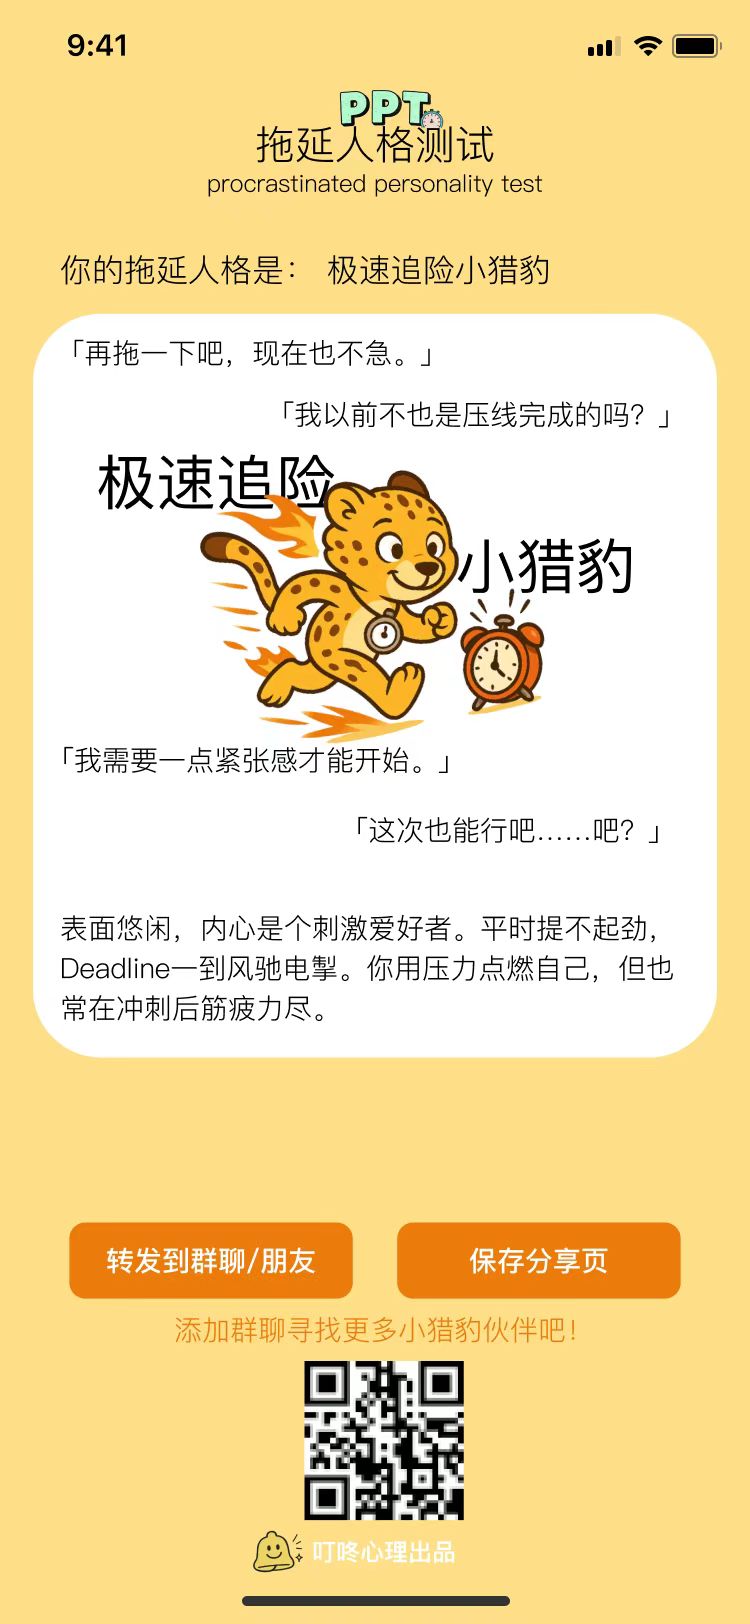 9:41
PPT
拖延人格测试
procrastinated personality test
你的拖延人格是： 极速追险小猎豹
「再拖一下吧，现在也不急。」
「我以前不也是压线完成的吗？」
极速追险
小猎豹
「我需要一点紧张感才能开始。」
「这次也能行吧……吧？」
表面悠闲，内心是个刺激爱好者。平时提不起劲，
Deadline一到风驰电掣。你用压力点燃自己，但也
常在冲刺后筋疲力尽。
转发到群聊/朋友
保存分享页
添加群聊寻找更多小猎豹伙伴吧！
叮咚心理出品